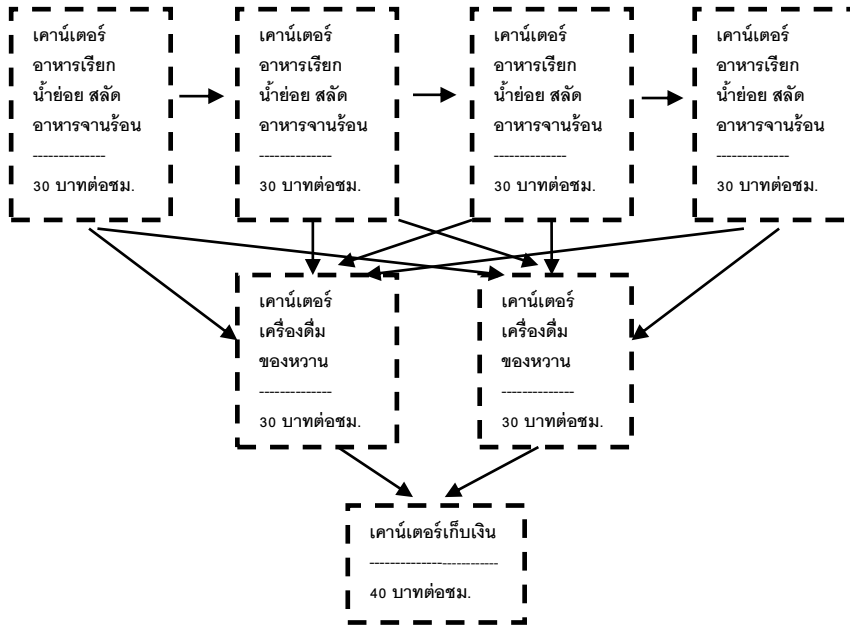 เคาน์เตอร์
อาหารเรียก
น้ำย่อย สลัด
อาหารจานร้อน
--------------
30 บาทต่อชม.
เคาน์เตอร์
อาหารเรียก
น้ำย่อย สลัด
อาหารจานร้อน
--------------
30 บาทต่อชม.
เคาน์เตอร์
อาหารเรียก
น้ำย่อย สลัด
อาหารจานร้อน
--------------
30 บาทต่อชม.
เคาน์เตอร์
อาหารเรียก
น้ำย่อย สลัด
อาหารจานร้อน
--------------
30 บาทต่อชม.
เคาน์เตอร์
เครื่องดื่ม
ของหวาน
--------------
30 บาทต่อชม.
เคาน์เตอร์
เครื่องดื่ม
ของหวาน
--------------
30 บาทต่อชม.
เคาน์เตอร์เก็บเงิน
-------------------------
40 บาทต่อชม.